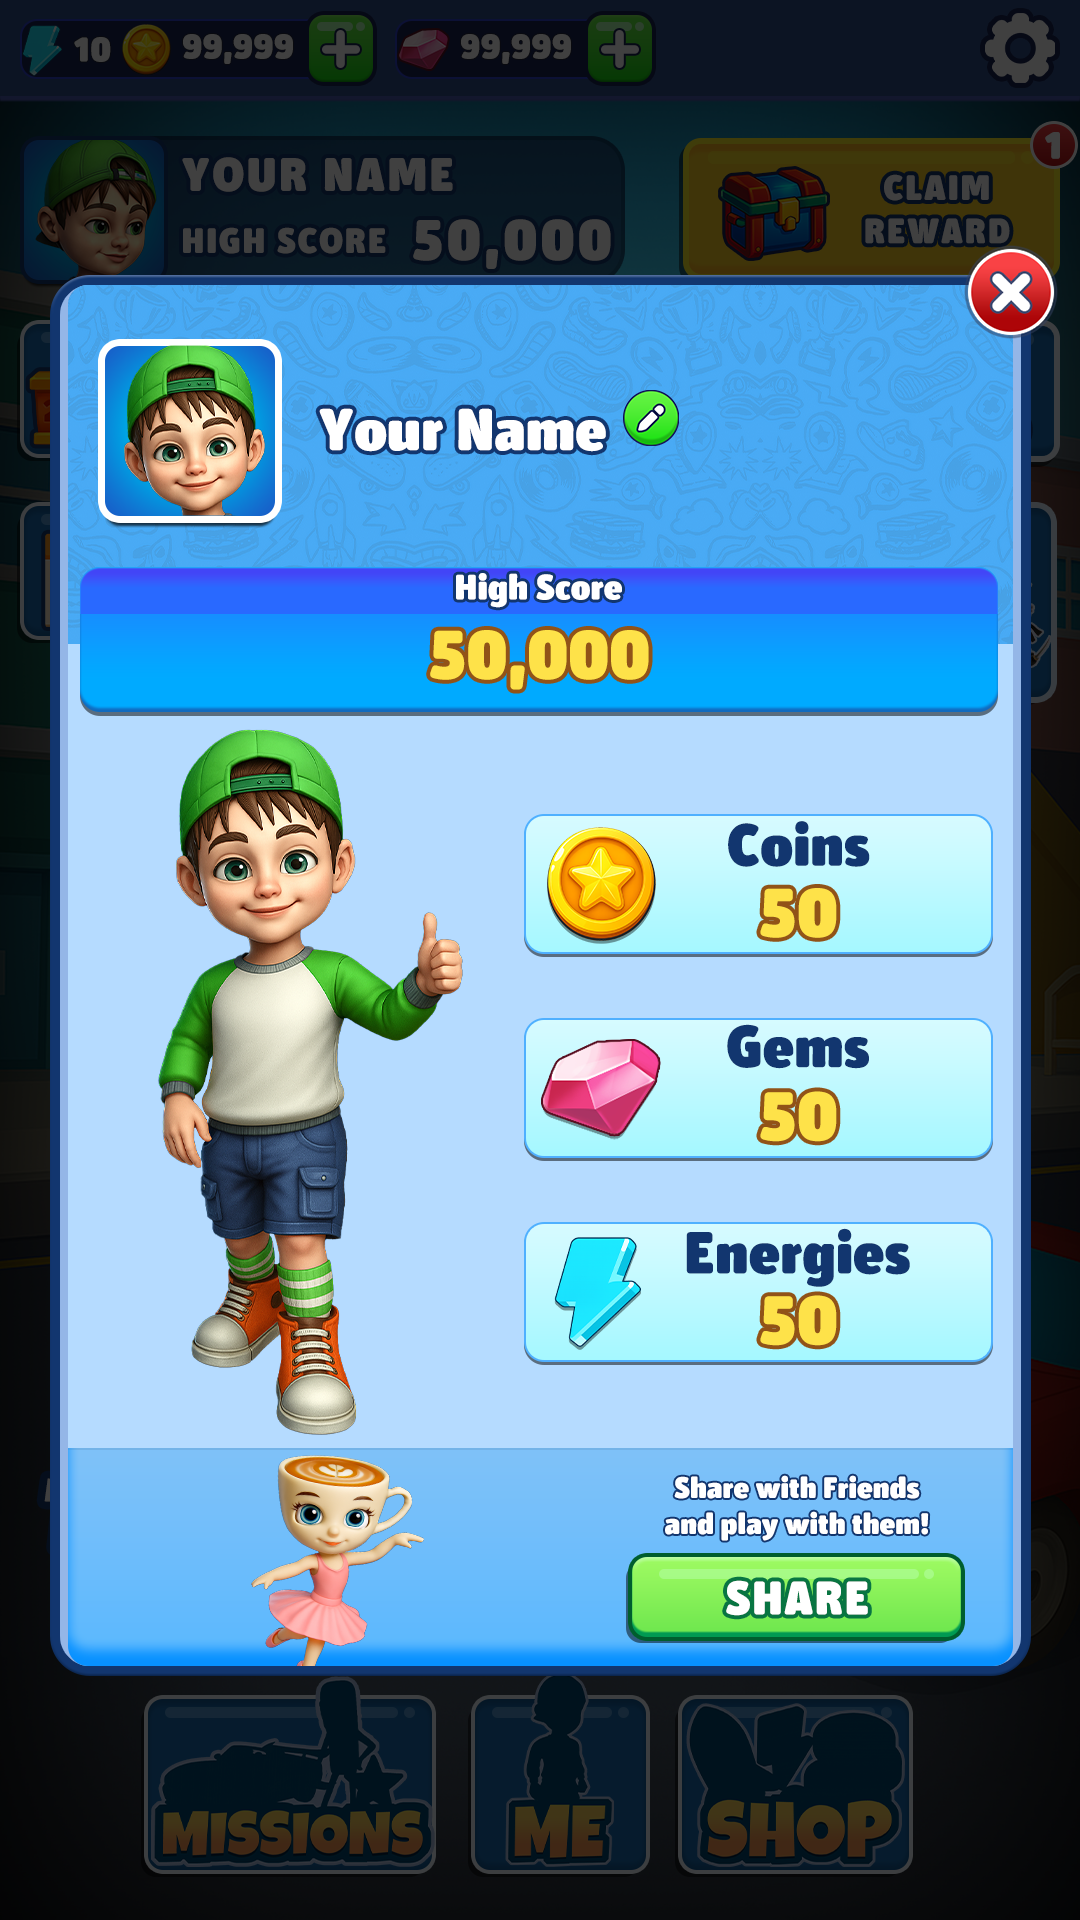 10 99,999 99,999
YOUR NAME
HIGH SCORE 50,000
CLAIM
REWARD
1
Your Name
High Score
50,000
Coins
50
Gems
50
Energies
50
Share with Friends
and play with them!
SHARE
MISSIONS
ME
SHOP